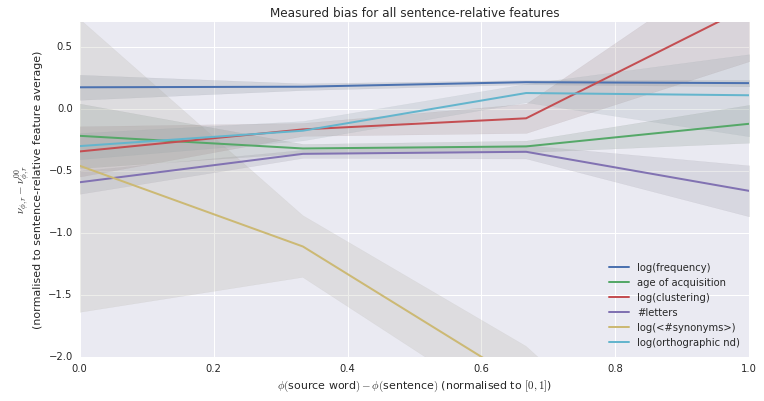 Measured bias for all sentence-relative features
ν_{ϕ,r} − ν^{00}_{ϕ,r}
(normalised to sentence-relative feature average)
0.5
0.0
−0.5
−1.0
−1.5
−2.0
log(frequency)
age of acquisition
log(clustering)
#letters
log(<#synonyms>)
log(orthographic nd)
0.0 0.2 0.4 0.6 0.8 1.0
ϕ(source word) − ϕ(sentence) (normalised to [0, 1])